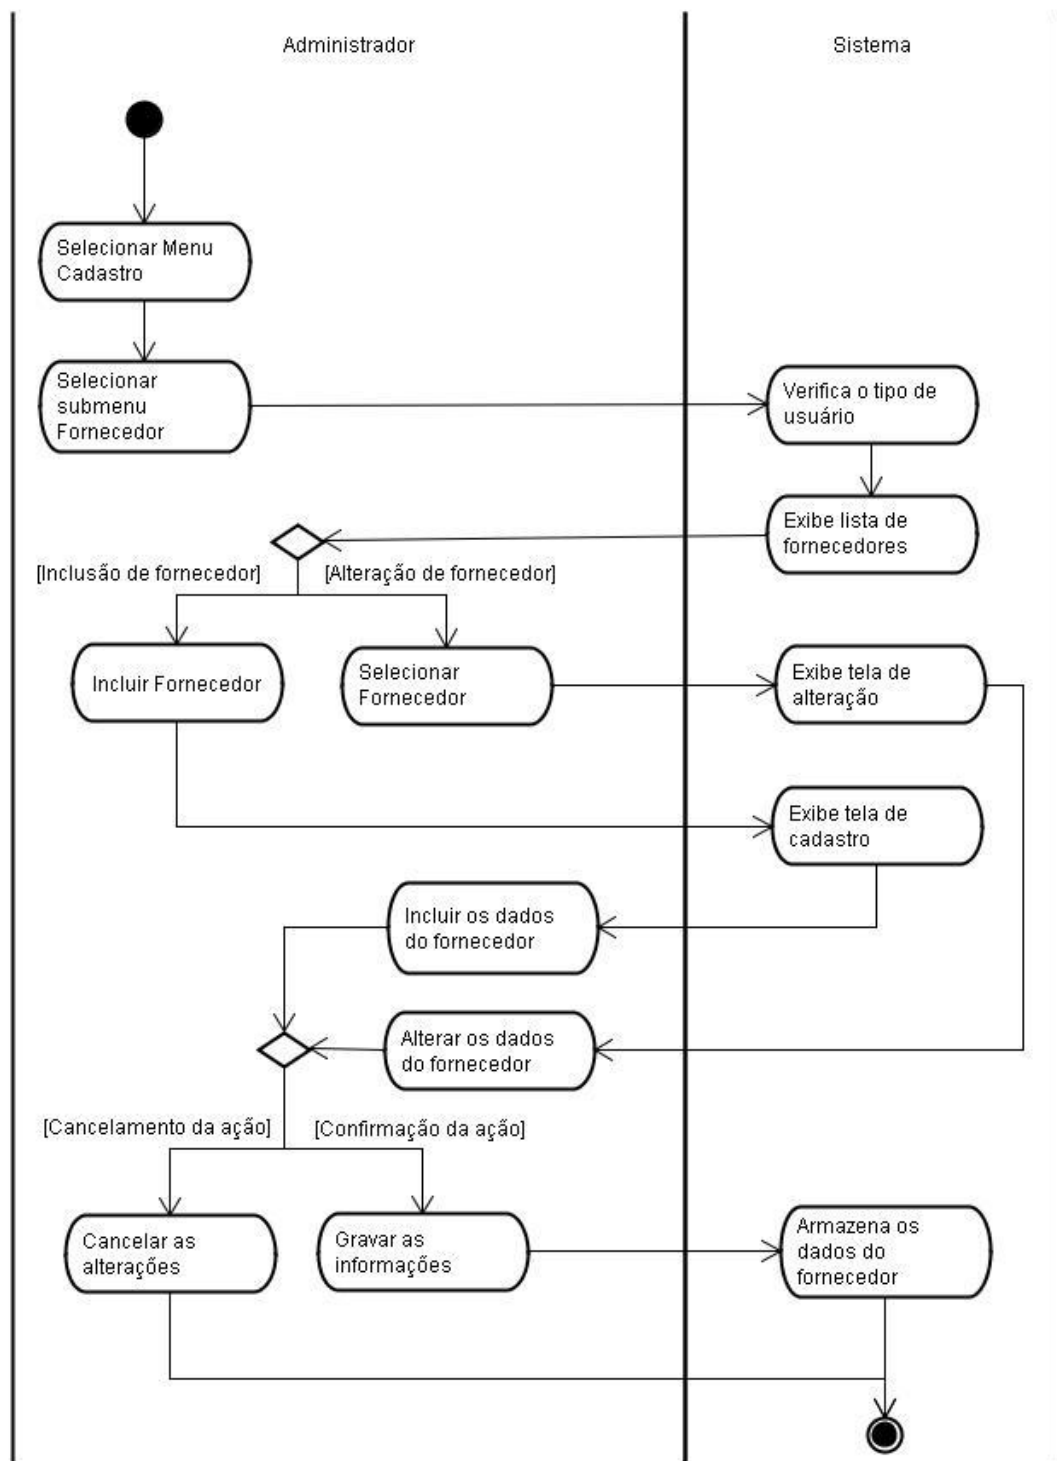 Administrador
Sistema
Selecionar Menu
Cadastro
Selecionar
submenu
Fornecedor
Verifica o tipo de
usuário
Exibe lista de
fornecedores
[Inclusão de fornecedor]
[Alteração de fornecedor]
Incluir Fornecedor
Selecionar
Fornecedor
Exibe tela de
alteração
Exibe tela de
cadastro
Incluir os dados
do fornecedor
Alterar os dados
do fornecedor
[Cancelamento da ação]
[Confirmação da ação]
Cancelar as
alterações
Gravar as
informações
Armazena os
dados do
fornecedor